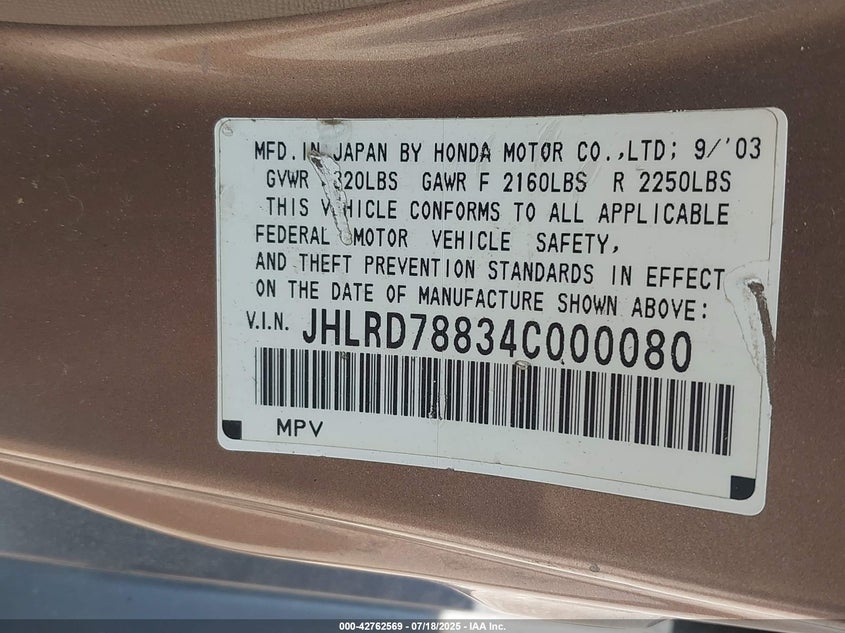 MFD. IN JAPAN BY HONDA MOTOR CO.,LTD; 9/'03
GVWR 320LBS GAWR F 2160LBS R 2250LBS
THIS VEHICLE CONFORMS TO ALL APPLICABLE
FEDERAL MOTOR VEHICLE SAFETY,
AND THEFT PREVENTION STANDARDS IN EFFECT
ON THE DATE OF MANUFACTURE SHOWN ABOVE:
V.I.N. JHLRD78834C000080
MPV
000-42762569 - 07/18/2025 - IAA Inc.